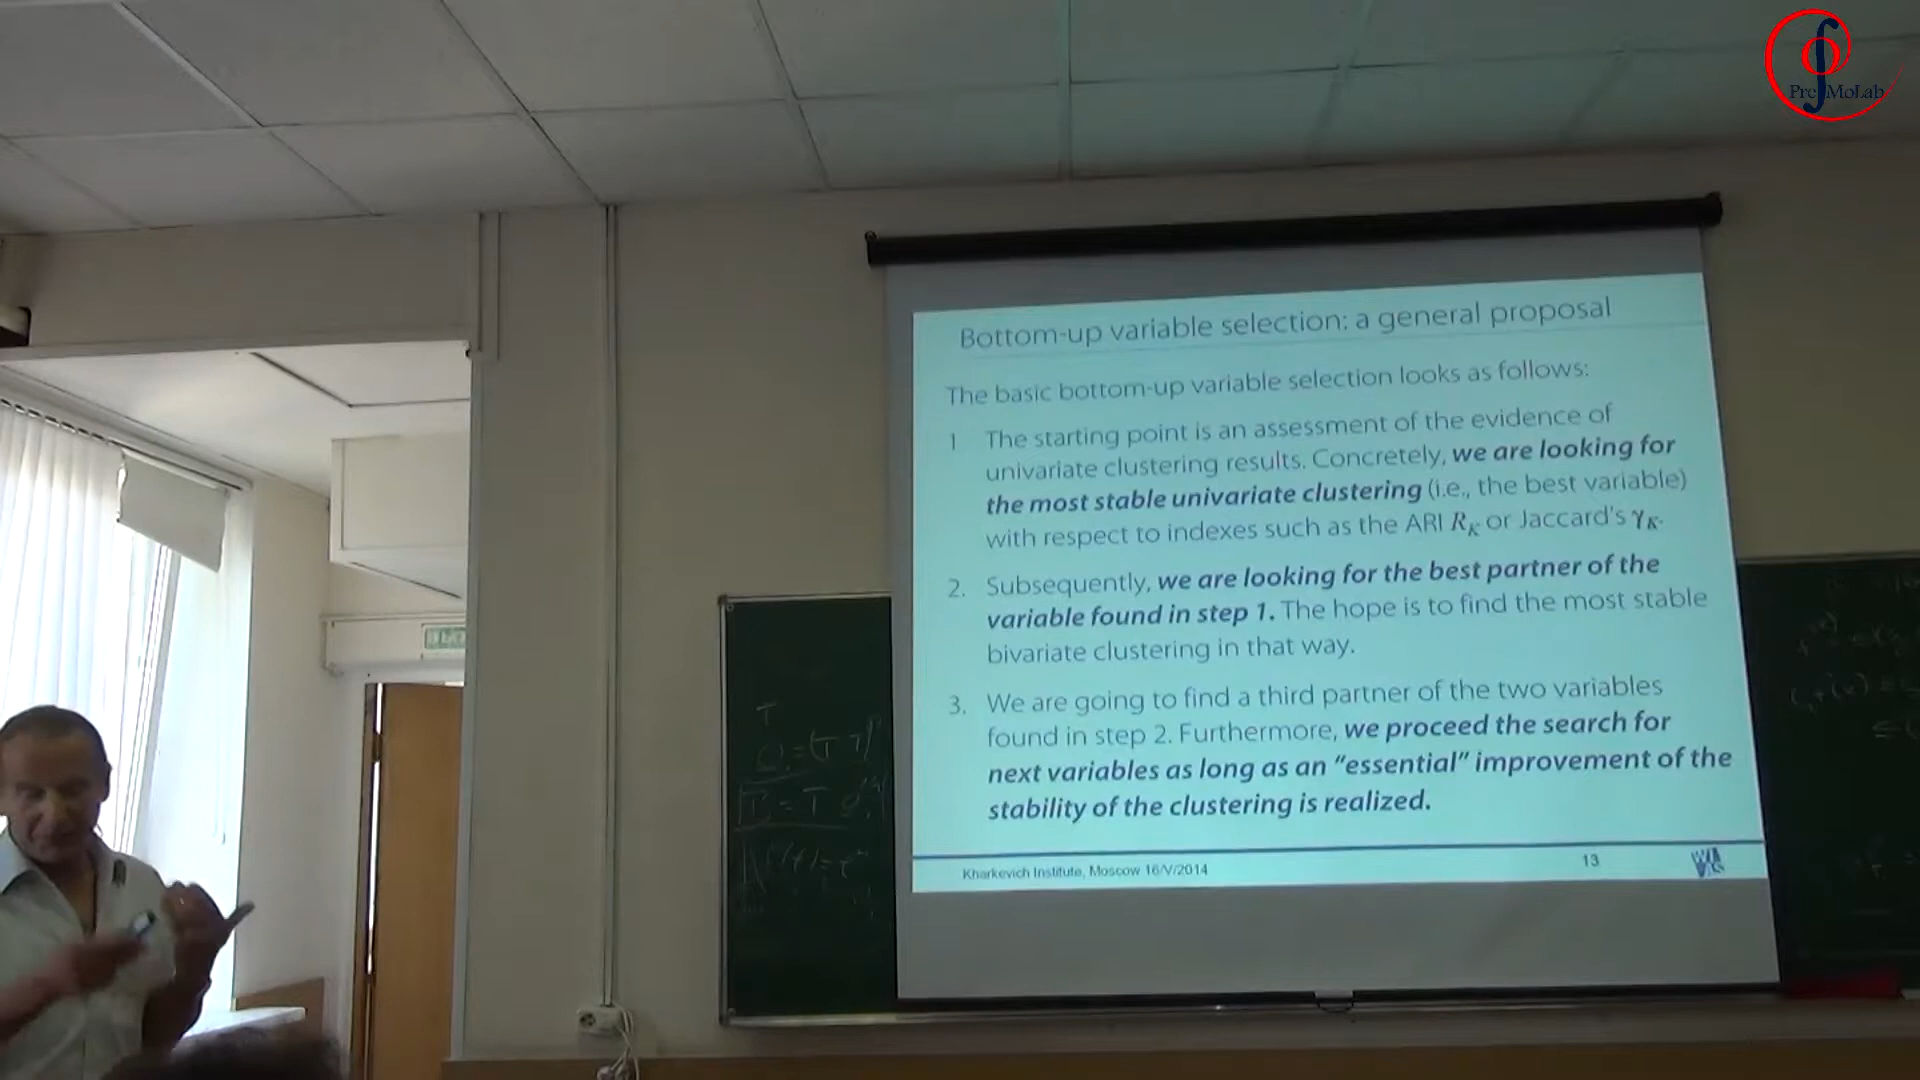 PreMoLab
Bottom-up variable selection: a general proposal
The basic bottom-up variable selection looks as follows:
1 The starting point is an assessment of the evidence of
univariate clustering results. Concretely, we are looking for
the most stable univariate clustering (i.e., the best variable)
with respect to indexes such as the ARI R_K or Jaccard's γ_K.
2. Subsequently, we are looking for the best partner of the
variable found in step 1. The hope is to find the most stable
bivariate clustering in that way.
3. We are going to find a third partner of the two variables
found in step 2. Furthermore, we proceed the search for
next variables as long as an “essential” improvement of the
stability of the clustering is realized.
Kharkevich Institute, Moscow 16/V/2014
13